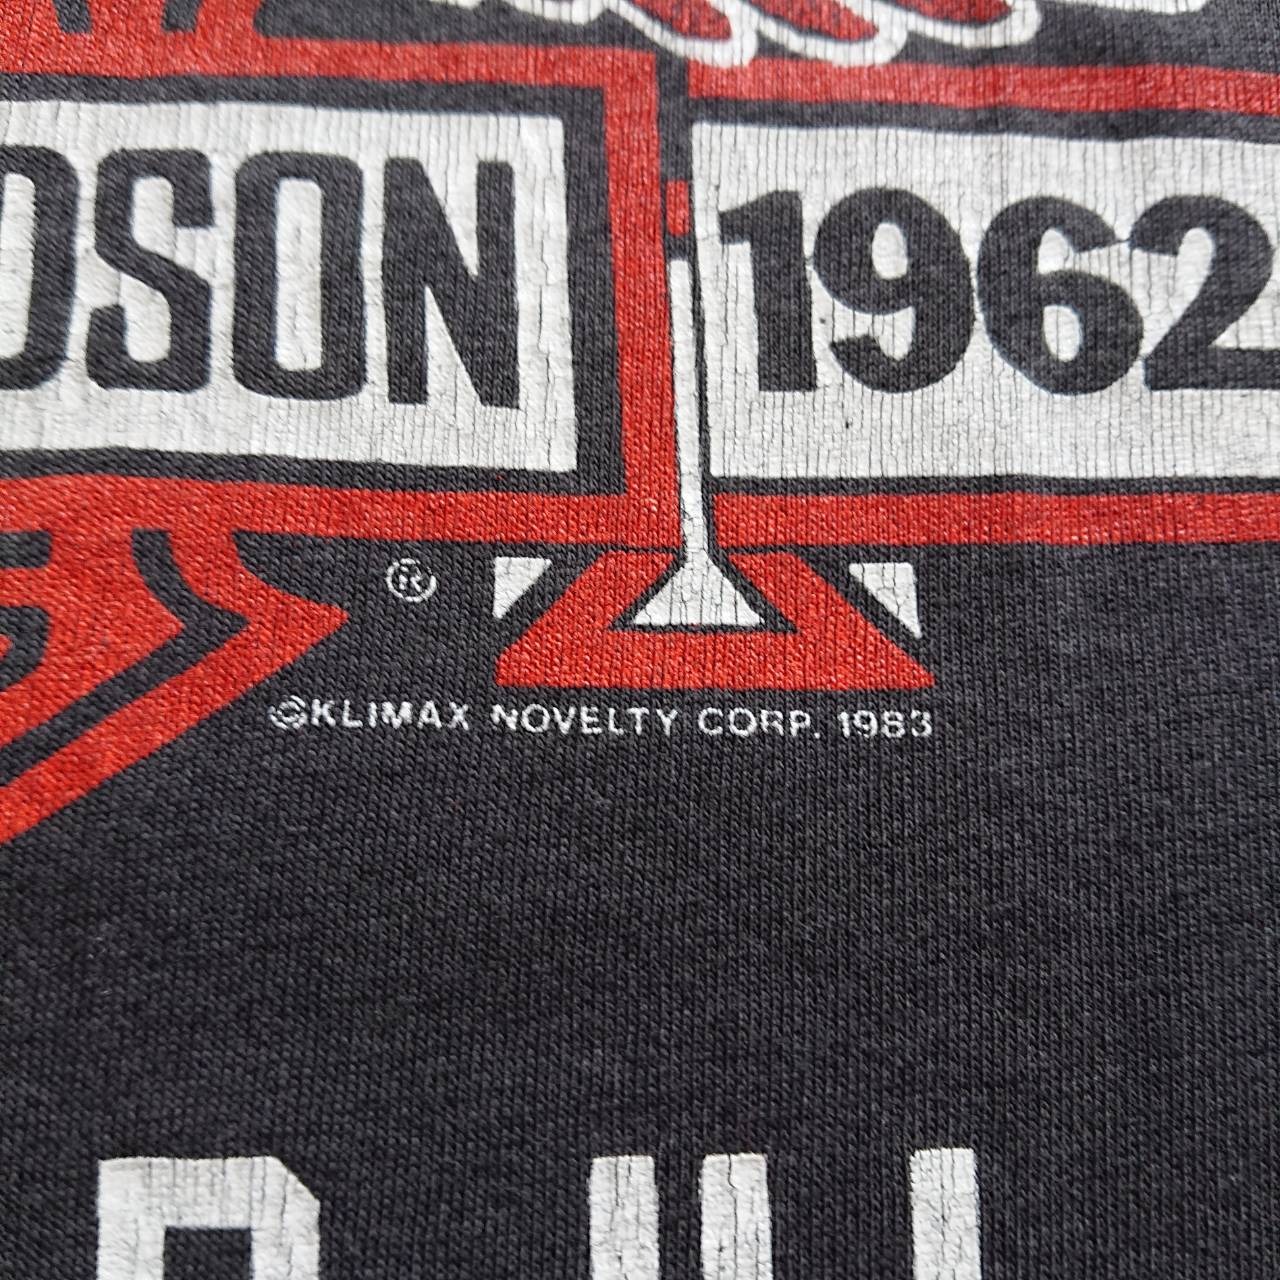 DSON 1962
®
©KLIMAX NOVELTY CORP. 1983